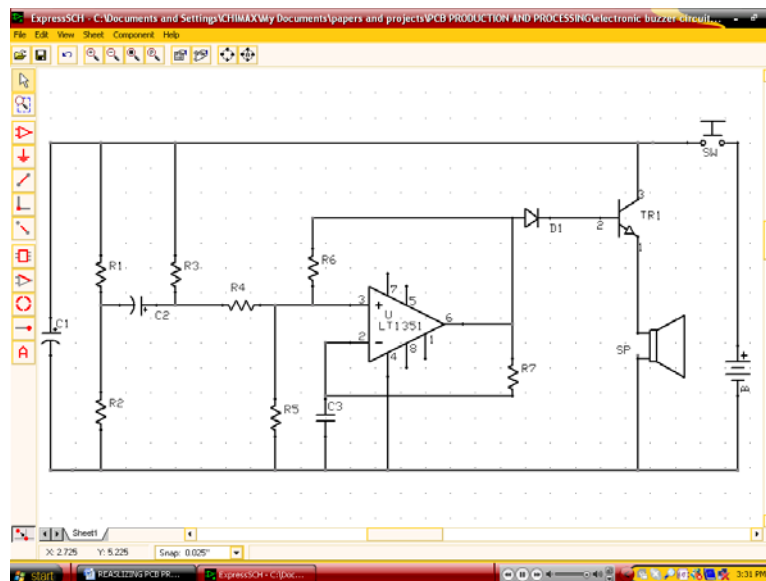 ExpressSCH - C:\Documents and Settings\CHIMAX\My Documents\papers and projects\PCB PRODUCTION AND PROCESSING\electronic buzzer circuit...
File Edit View Sheet Component Help
SW
3
TR1
2
D1
1
R1
R3
R6
C2
R4
7
5
3
+
U
LT1351
6
2
-
4
8
1
C1
SP
+
B
R7
R2
R5
C3
A
Sheet1
X: 2.725 Y: 5.225 Snap: 0.025"
start
REASLIZING PCB PR...
ExpressSCH - C:\Doc...
3:31 PM